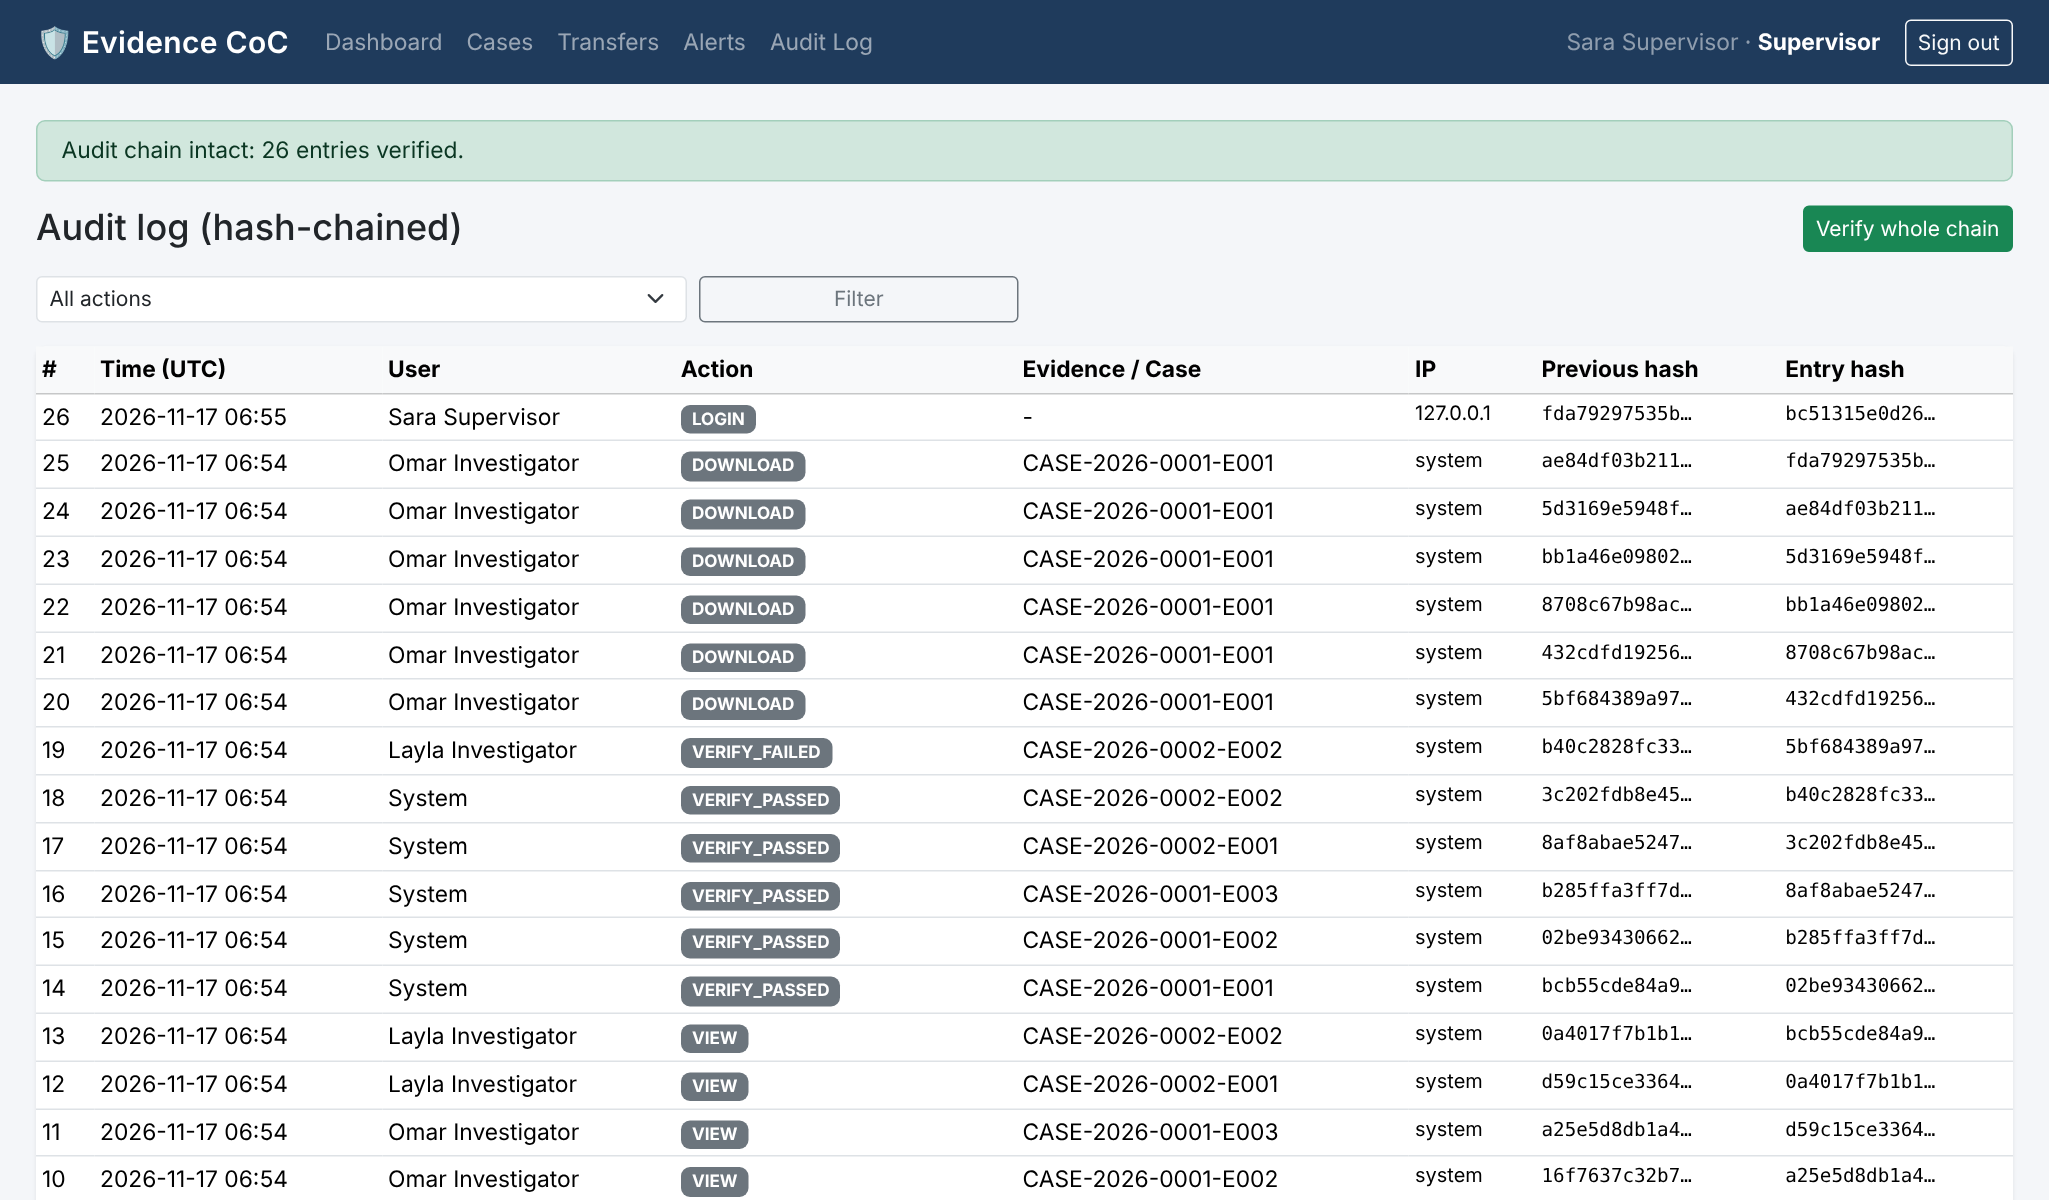 Evidence CoC Dashboard Cases Transfers Alerts Audit Log Sara Supervisor · Supervisor Sign out
Audit chain intact: 26 entries verified.
Audit log (hash-chained) Verify whole chain
All actions Filter
# Time (UTC) User Action Evidence / Case IP Previous hash Entry hash
26 2026-11-17 06:55 Sara Supervisor LOGIN - 127.0.0.1 fda79297535b… bc51315e0d26…
25 2026-11-17 06:54 Omar Investigator DOWNLOAD CASE-2026-0001-E001 system ae84df03b211… fda79297535b…
24 2026-11-17 06:54 Omar Investigator DOWNLOAD CASE-2026-0001-E001 system 5d3169e5948f… ae84df03b211…
23 2026-11-17 06:54 Omar Investigator DOWNLOAD CASE-2026-0001-E001 system bb1a46e09802… 5d3169e5948f…
22 2026-11-17 06:54 Omar Investigator DOWNLOAD CASE-2026-0001-E001 system 8708c67b98ac… bb1a46e09802…
21 2026-11-17 06:54 Omar Investigator DOWNLOAD CASE-2026-0001-E001 system 432cdfd19256… 8708c67b98ac…
20 2026-11-17 06:54 Omar Investigator DOWNLOAD CASE-2026-0001-E001 system 5bf684389a97… 432cdfd19256…
19 2026-11-17 06:54 Layla Investigator VERIFY_FAILED CASE-2026-0002-E002 system b40c2828fc33… 5bf684389a97…
18 2026-11-17 06:54 System VERIFY_PASSED CASE-2026-0002-E002 system 3c202fdb8e45… b40c2828fc33…
17 2026-11-17 06:54 System VERIFY_PASSED CASE-2026-0002-E001 system 8af8abae5247… 3c202fdb8e45…
16 2026-11-17 06:54 System VERIFY_PASSED CASE-2026-0001-E003 system b285ffa3ff7d… 8af8abae5247…
15 2026-11-17 06:54 System VERIFY_PASSED CASE-2026-0001-E002 system 02be93430662… b285ffa3ff7d…
14 2026-11-17 06:54 System VERIFY_PASSED CASE-2026-0001-E001 system bcb55cde84a9… 02be93430662…
13 2026-11-17 06:54 Layla Investigator VIEW CASE-2026-0002-E002 system 0a4017f7b1b1… bcb55cde84a9…
12 2026-11-17 06:54 Layla Investigator VIEW CASE-2026-0002-E001 system d59c15ce3364… 0a4017f7b1b1…
11 2026-11-17 06:54 Omar Investigator VIEW CASE-2026-0001-E003 system a25e5d8db1a4… d59c15ce3364…
10 2026-11-17 06:54 Omar Investigator VIEW CASE-2026-0001-E002 system 16f7637c32b7… a25e5d8db1a4…